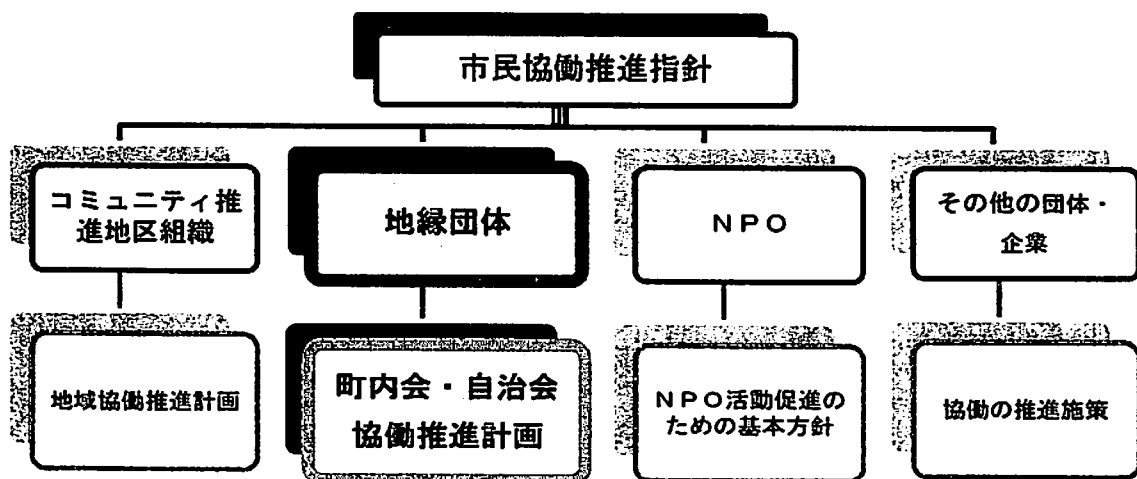 市民協働推進指針
コミュニティ推
進地区組織
地縁団体
NPO
その他の団体・
企業
地域協働推進計画
町内会・自治会
協働推進計画
NPO活動促進の
ための基本方針
協働の推進施策